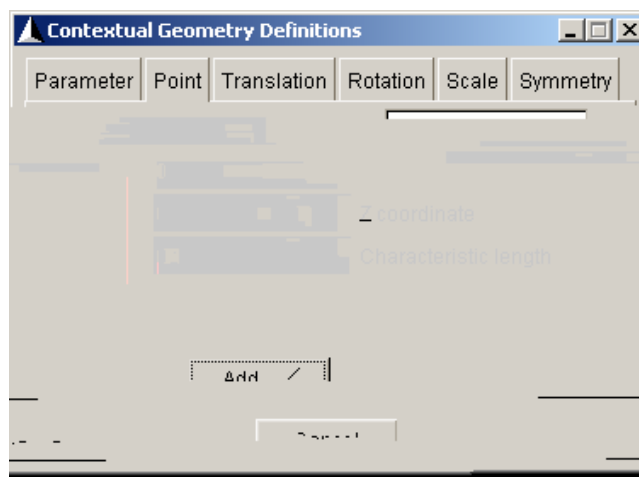 Contextual Geometry Definitions
Parameter Point Translation Rotation Scale Symmetry
Z coordinate
Characteristic length
Add